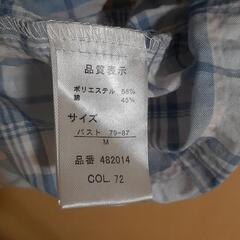 品質表示
ポリエステル 55%
綿 45%
サイズ
バスト 79-87
M
品番 482014
COL. 72